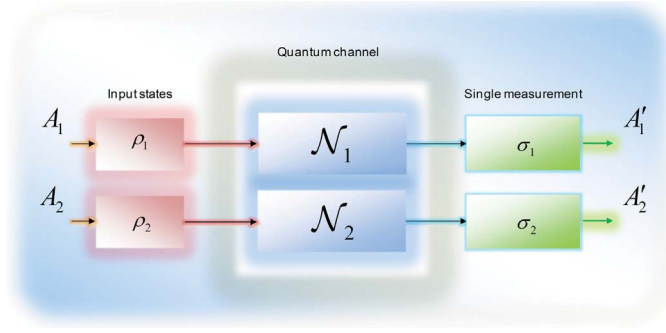 Quantum channel
Input states
Single measurement
A₁ ρ₁ 𝒩₁ σ₁ A₁′
A₂ ρ₂ 𝒩₂ σ₂ A₂′